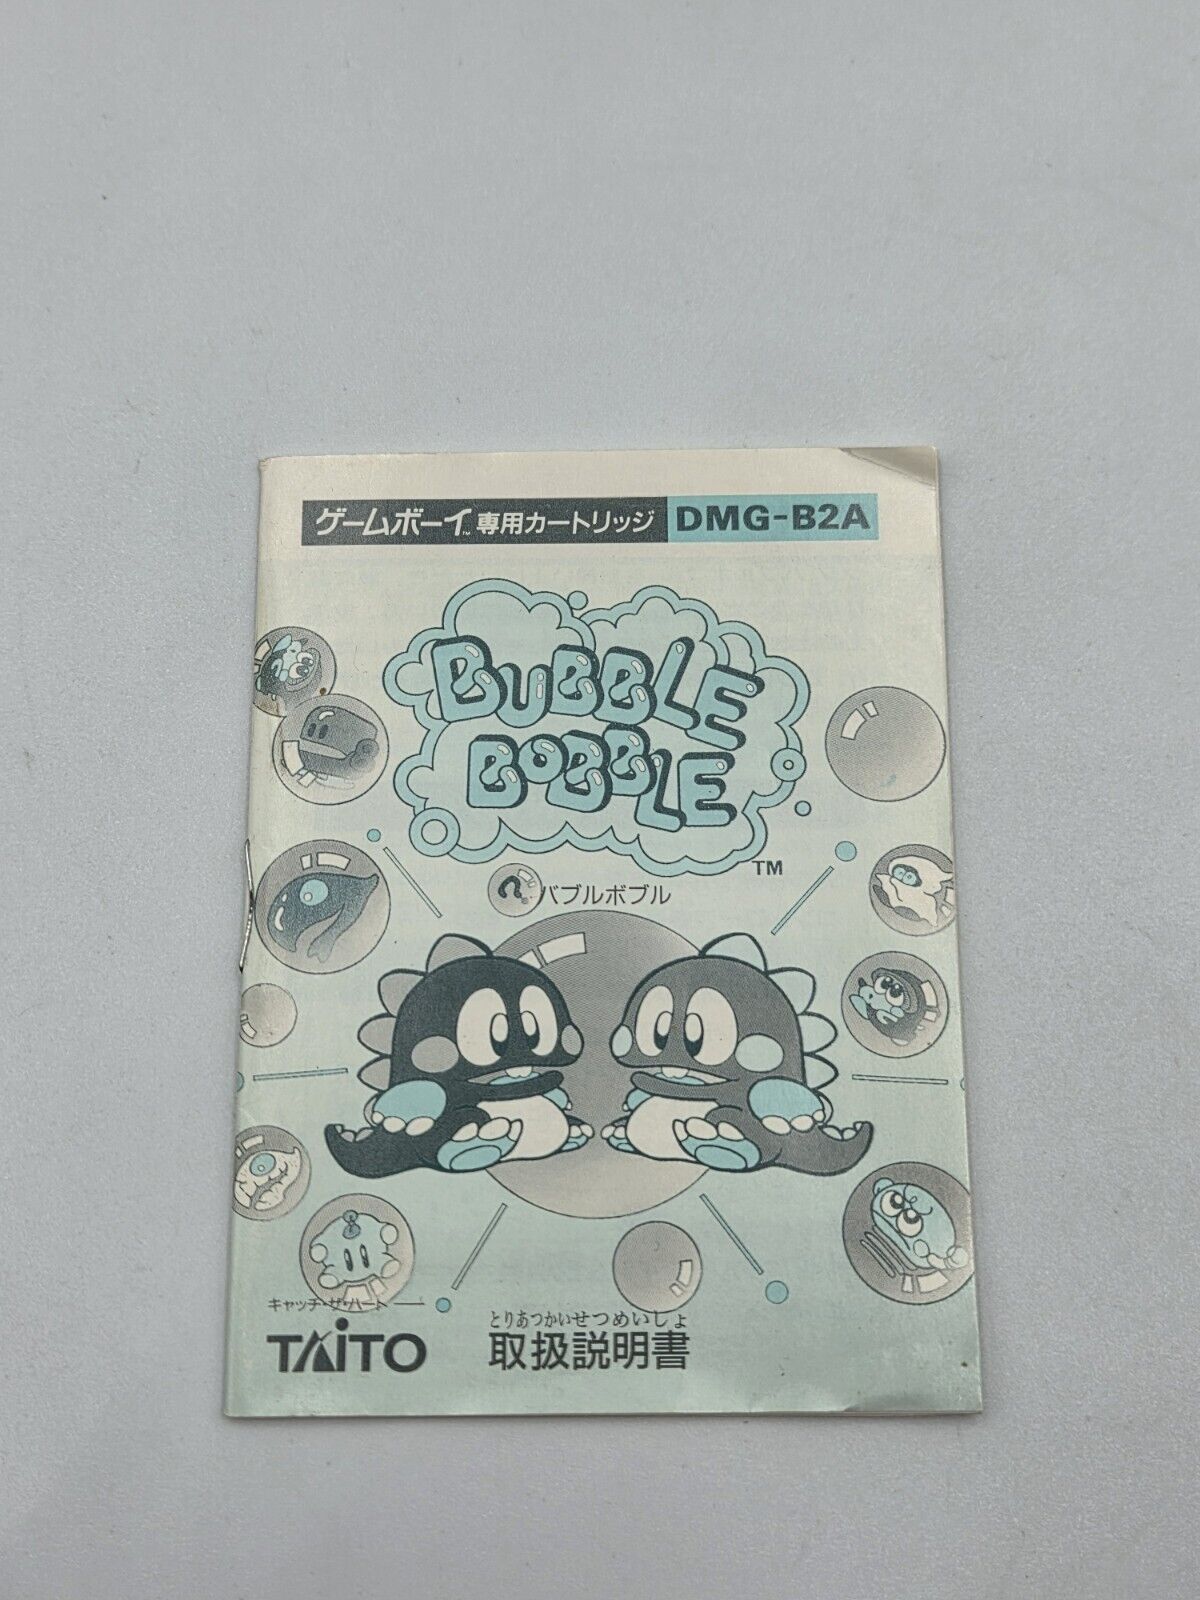 ゲームボーイ™専用カートリッジ DMG-B2A
BUBBLE
BOBBLE
TM
バブルボブル
キャッチ・ザ・ハート
TAITO
とりあつかいせつめいしょ
取扱説明書